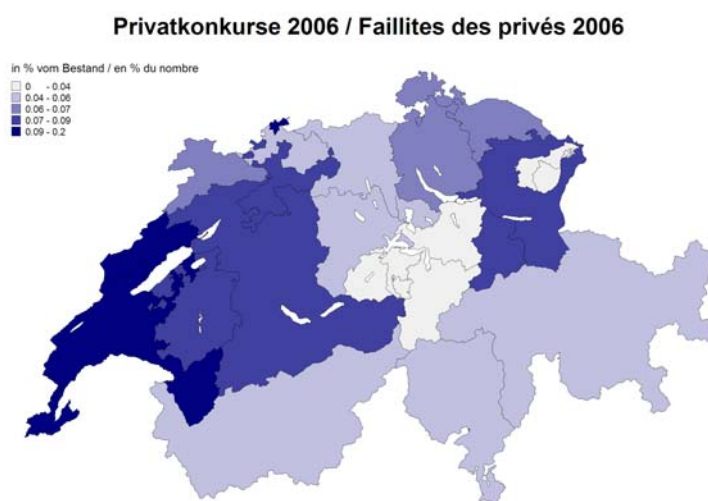 Privatkonkurse 2006 / Faillites des privés 2006
in % vom Bestand / en % du nombre
0 - 0.04
0.04 - 0.06
0.06 - 0.07
0.07 - 0.09
0.09 - 0.2